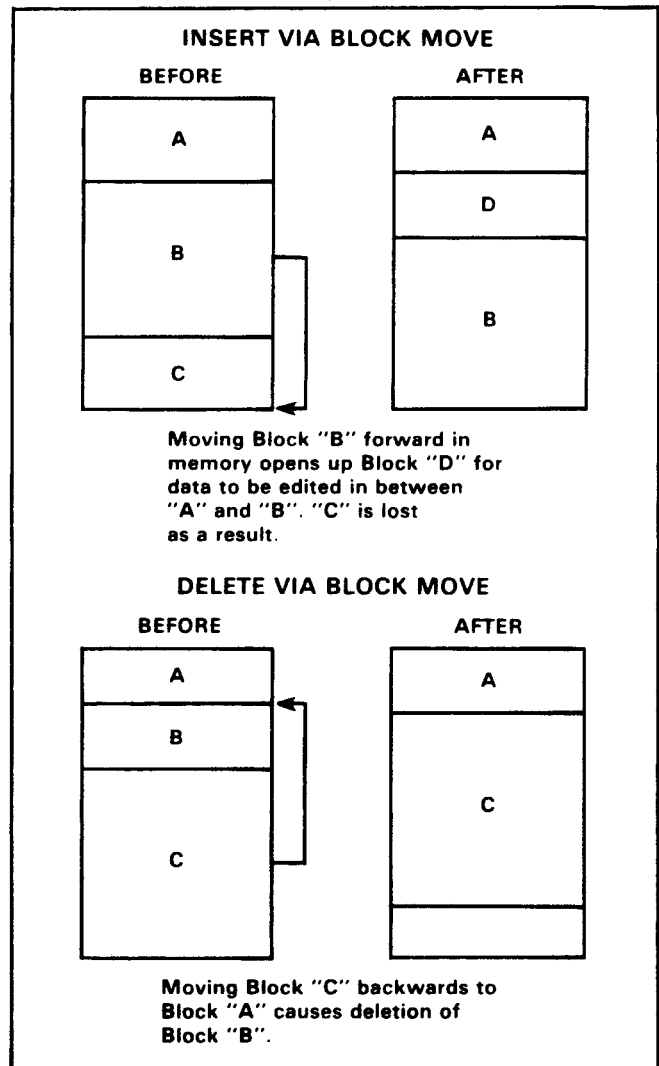 INSERT VIA BLOCK MOVE
BEFORE
AFTER
A
B
C
A
D
B
Moving Block "B" forward in
memory opens up Block "D" for
data to be edited in between
"A" and "B". "C" is lost
as a result.
DELETE VIA BLOCK MOVE
BEFORE
AFTER
A
B
C
A
C
Moving Block "C" backwards to
Block "A" causes deletion of
Block "B".